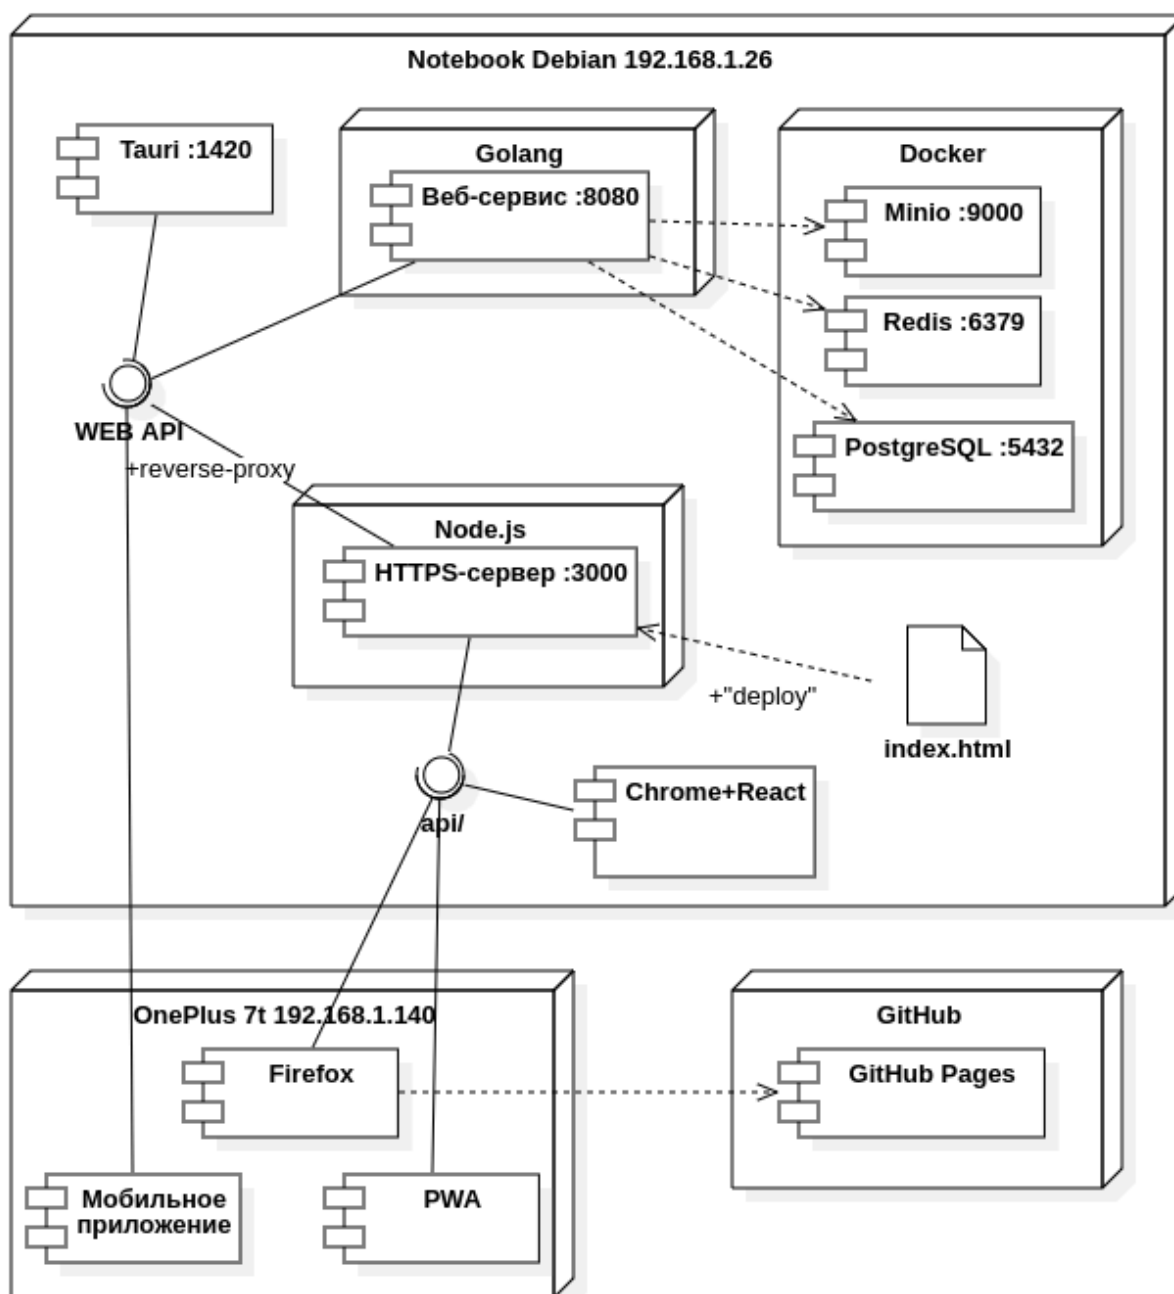 Notebook Debian 192.168.1.26
Tauri :1420
Golang
Веб-сервис :8080
Docker
Minio :9000
Redis :6379
PostgreSQL :5432
WEB API
+reverse-proxy
Node.js
HTTPS-сервер :3000
+"deploy"
index.html
Chrome+React
api/
OnePlus 7t 192.168.1.140
Firefox
Мобильное
приложение
PWA
GitHub
GitHub Pages